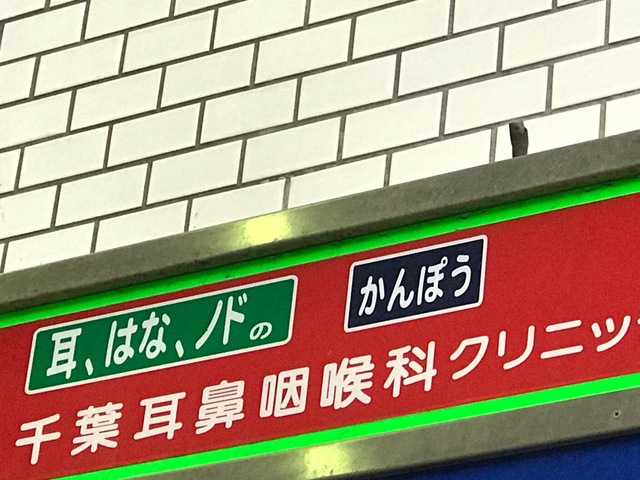 耳、はな、ノドの
かんぽう
千葉耳鼻咽喉科クリニッ